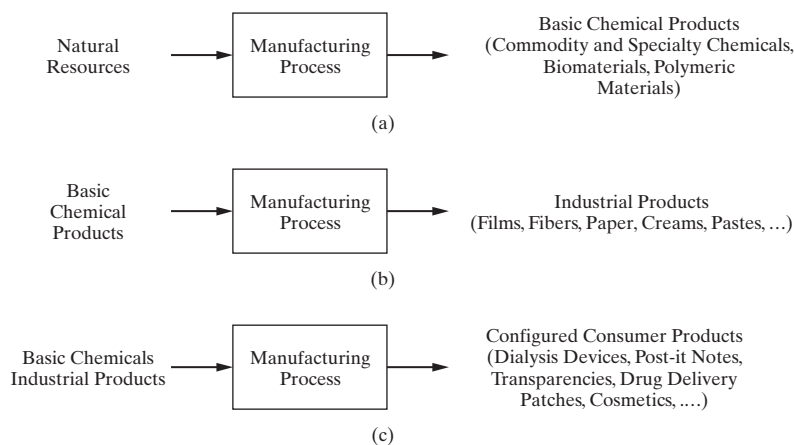 Natural
Resources
Manufacturing
Process
Basic Chemical Products
(Commodity and Specialty Chemicals,
Biomaterials, Polymeric
Materials)
(a)
Basic
Chemical
Products
Manufacturing
Process
Industrial Products
(Films, Fibers, Paper, Creams, Pastes, …)
(b)
Basic Chemicals
Industrial Products
Manufacturing
Process
Configured Consumer Products
(Dialysis Devices, Post-it Notes,
Transparencies, Drug Delivery
Patches, Cosmetics, .…)
(c)